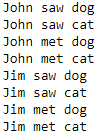 John saw dog
John saw cat
John met dog
John met cat
Jim saw dog
Jim saw cat
Jim met dog
Jim met cat